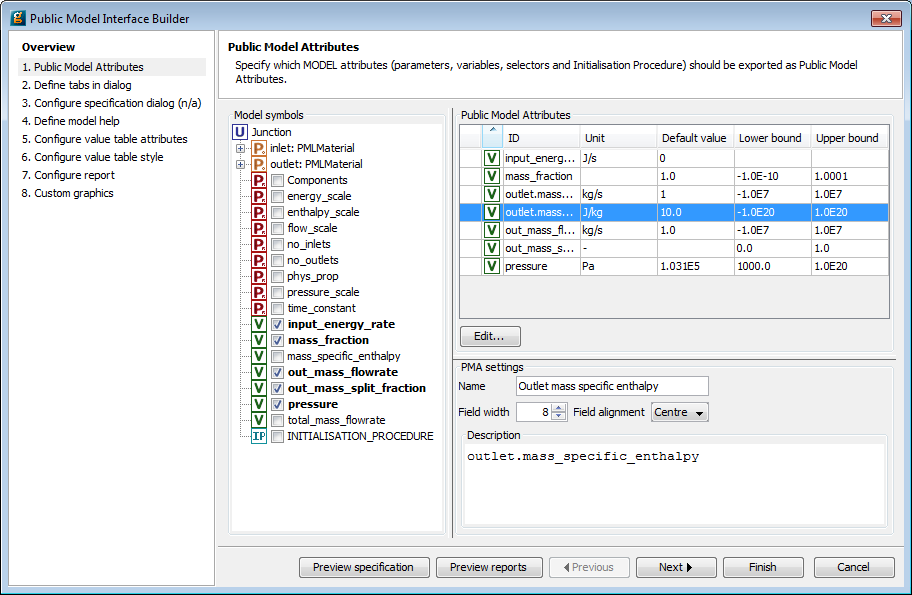 Public Model Interface Builder
Overview
1. Public Model Attributes
2. Define tabs in dialog
3. Configure specification dialog (n/a)
4. Define model help
5. Configure value table attributes
6. Configure value table style
7. Configure report
8. Custom graphics
Public Model Attributes
Specify which MODEL attributes (parameters, variables, selectors and Initialisation Procedure) should be exported as Public Model
Attributes.
Model symbols
U Junction
P inlet: PMLMaterial
P outlet: PMLMaterial
P Components
P energy_scale
P enthalpy_scale
P flow_scale
P no_inlets
P no_outlets
P phys_prop
P pressure_scale
P time_constant
V input_energy_rate
V mass_fraction
V mass_specific_enthalpy
V out_mass_flowrate
V out_mass_split_fraction
V pressure
V total_mass_flowrate
IP INITIALISATION_PROCEDURE
Public Model Attributes
ID Unit Default value Lower bound Upper bound
V input_energ... J/s 0
V mass_fraction 1.0 -1.0E-10 1.0001
V outlet.mass... kg/s 1 -1.0E7 1.0E7
V outlet.mass... J/kg 10.0 -1.0E20 1.0E20
V out_mass_fl... kg/s 1.0 -1.0E7 1.0E7
V out_mass_s... - 0.0 1.0
V pressure Pa 1.031E5 1000.0 1.0E20
Edit...
PMA settings
Name Outlet mass specific enthalpy
Field width 8 Field alignment Centre
Description
outlet.mass_specific_enthalpy
Preview specification Preview reports Previous Next Finish Cancel